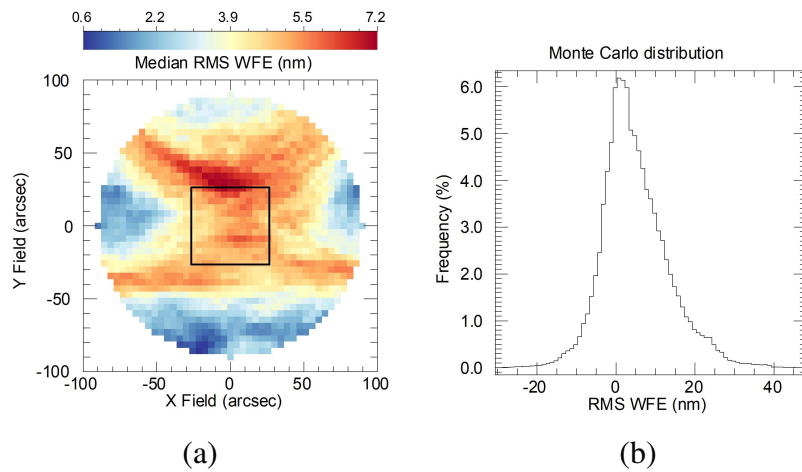 0.6 2.2 3.9 5.5 7.2
Median RMS WFE (nm)
100
50
0
-50
-100
Y Field (arcsec)
-100 -50 0 50 100
X Field (arcsec)
(a)
Monte Carlo distribution
6.0
5.0
4.0
3.0
2.0
1.0
0.0
Frequency (%)
-20 0 20 40
RMS WFE (nm)
(b)